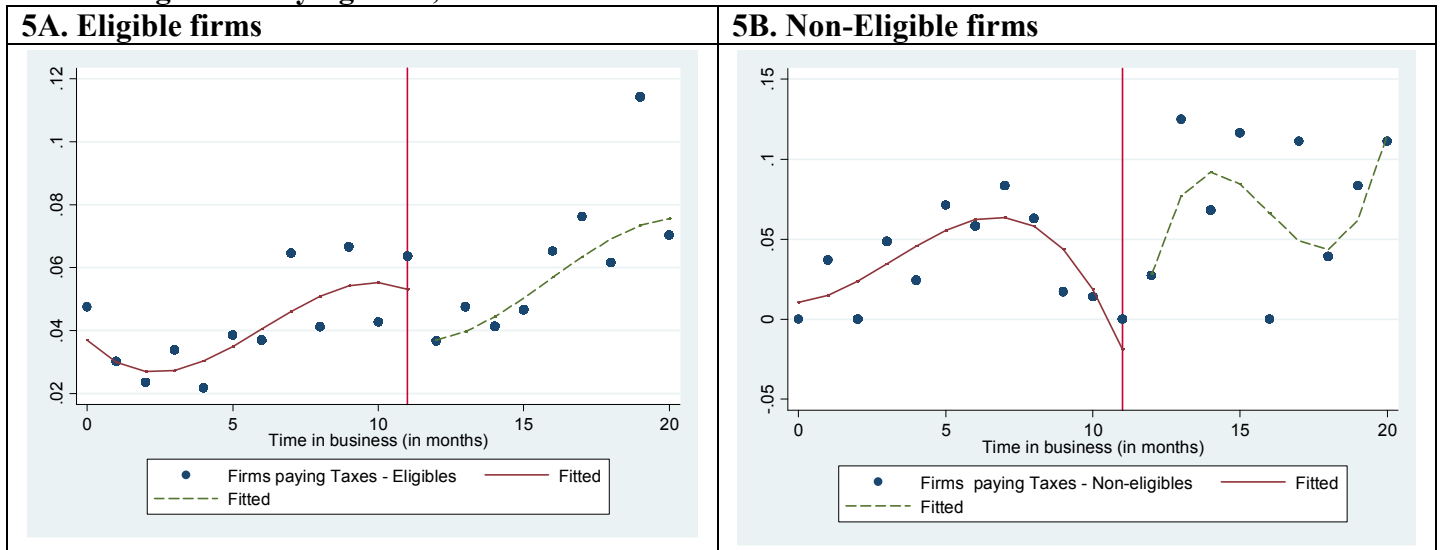 5A. Eligible firms
.12
.1
.08
.06
.04
.02
0 5 10 15 20
Time in business (in months)
Firms paying Taxes - Eligibles Fitted
Fitted
5B. Non-Eligible firms
.15
.1
.05
0
-.05
0 5 10 15 20
Time in business (in months)
Firms paying Taxes - Non-eligibles Fitted
Fitted